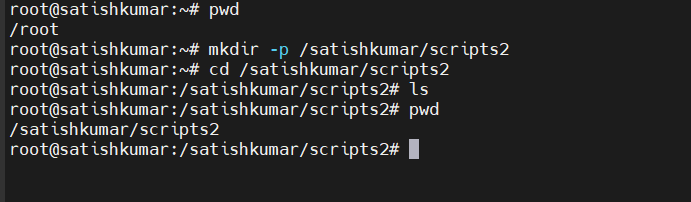 root@satishkumar:~# pwd
/root
root@satishkumar:~# mkdir -p /satishkumar/scripts2
root@satishkumar:~# cd /satishkumar/scripts2
root@satishkumar:/satishkumar/scripts2# ls
root@satishkumar:/satishkumar/scripts2# pwd
/satishkumar/scripts2
root@satishkumar:/satishkumar/scripts2#